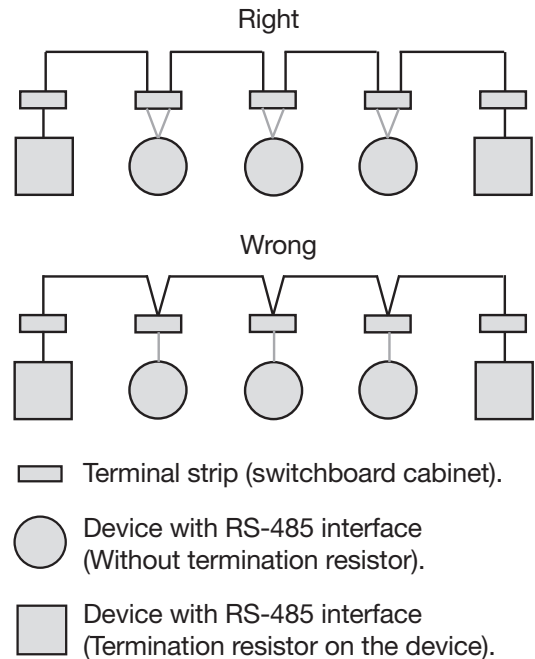 Right
Wrong
Terminal strip (switchboard cabinet).
Device with RS-485 interface
(Without termination resistor).
Device with RS-485 interface
(Termination resistor on the device).